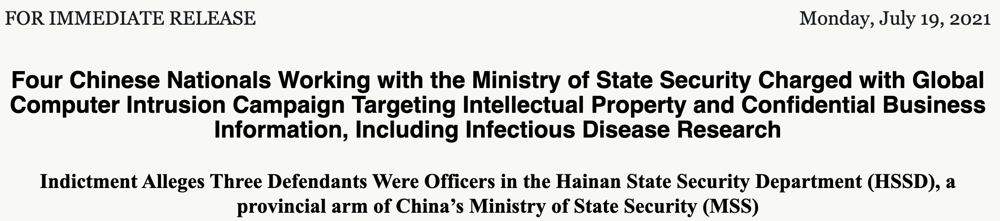 FOR IMMEDIATE RELEASE
Monday, July 19, 2021
Four Chinese Nationals Working with the Ministry of State Security Charged with Global
Computer Intrusion Campaign Targeting Intellectual Property and Confidential Business
Information, Including Infectious Disease Research
Indictment Alleges Three Defendants Were Officers in the Hainan State Security Department (HSSD), a
provincial arm of China’s Ministry of State Security (MSS)